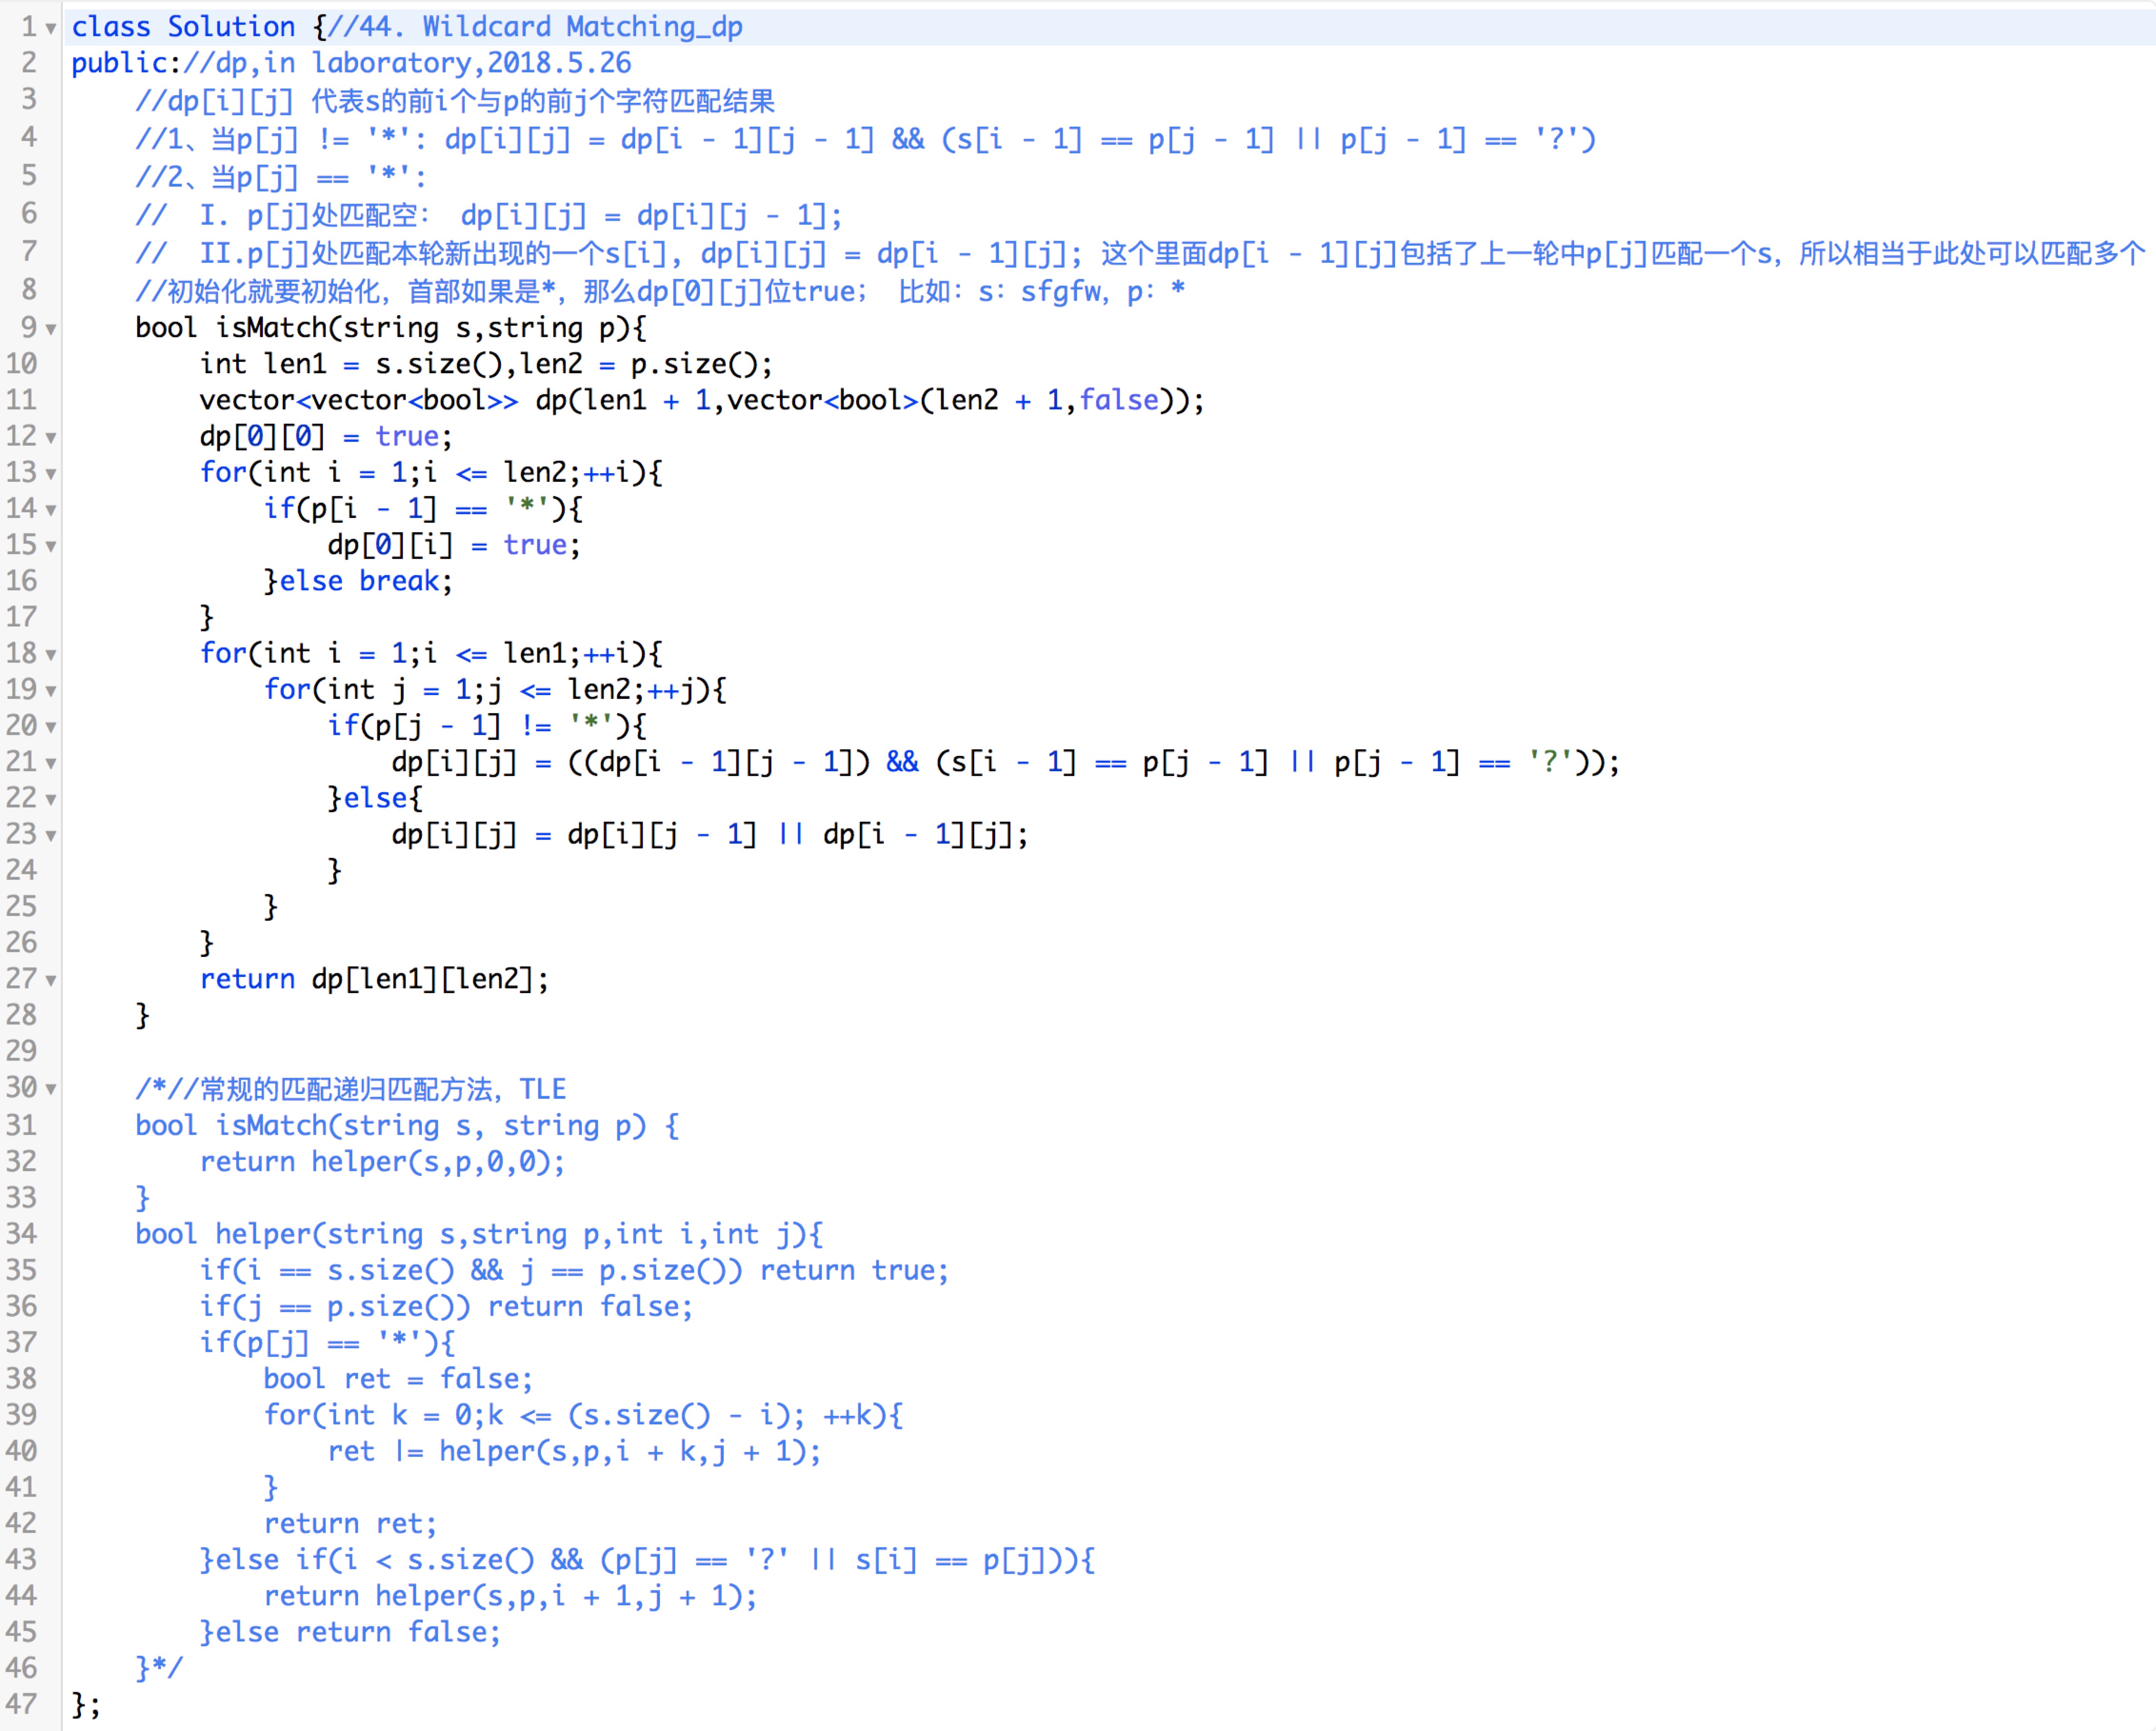 1 class Solution {//44. Wildcard Matching_dp
2 public://dp,in laboratory,2018.5.26
3     //dp[i][j] 代表s的前i个与p的前j个字符匹配结果
4     //1、当p[j] != '*': dp[i][j] = dp[i - 1][j - 1] && (s[i - 1] == p[j - 1] || p[j - 1] == '?')
5     //2、当p[j] == '*':
6     //  I. p[j]处匹配空： dp[i][j] = dp[i][j - 1];
7     //  II.p[j]处匹配本轮新出现的一个s[i], dp[i][j] = dp[i - 1][j]; 这个里面dp[i - 1][j]包括了上一轮中p[j]匹配一个s，所以相当于此处可以匹配多个
8     //初始化就要初始化，首部如果是*，那么dp[0][j]位true； 比如：s：sfgfw，p：*
9     bool isMatch(string s,string p){
10         int len1 = s.size(),len2 = p.size();
11         vector<vector<bool>> dp(len1 + 1,vector<bool>(len2 + 1,false));
12         dp[0][0] = true;
13         for(int i = 1;i <= len2;++i){
14             if(p[i - 1] == '*'){
15                 dp[0][i] = true;
16             }else break;
17         }
18         for(int i = 1;i <= len1;++i){
19             for(int j = 1;j <= len2;++j){
20                 if(p[j - 1] != '*'){
21                     dp[i][j] = ((dp[i - 1][j - 1]) && (s[i - 1] == p[j - 1] || p[j - 1] == '?'));
22                 }else{
23                     dp[i][j] = dp[i][j - 1] || dp[i - 1][j];
24                 }
25             }
26         }
27         return dp[len1][len2];
28     }
29
30     /*//常规的匹配递归匹配方法，TLE
31     bool isMatch(string s, string p) {
32         return helper(s,p,0,0);
33     }
34     bool helper(string s,string p,int i,int j){
35         if(i == s.size() && j == p.size()) return true;
36         if(j == p.size()) return false;
37         if(p[j] == '*'){
38             bool ret = false;
39             for(int k = 0;k <= (s.size() - i); ++k){
40                 ret |= helper(s,p,i + k,j + 1);
41             }
42             return ret;
43         }else if(i < s.size() && (p[j] == '?' || s[i] == p[j])){
44             return helper(s,p,i + 1,j + 1);
45         }else return false;
46     }*/
47 };